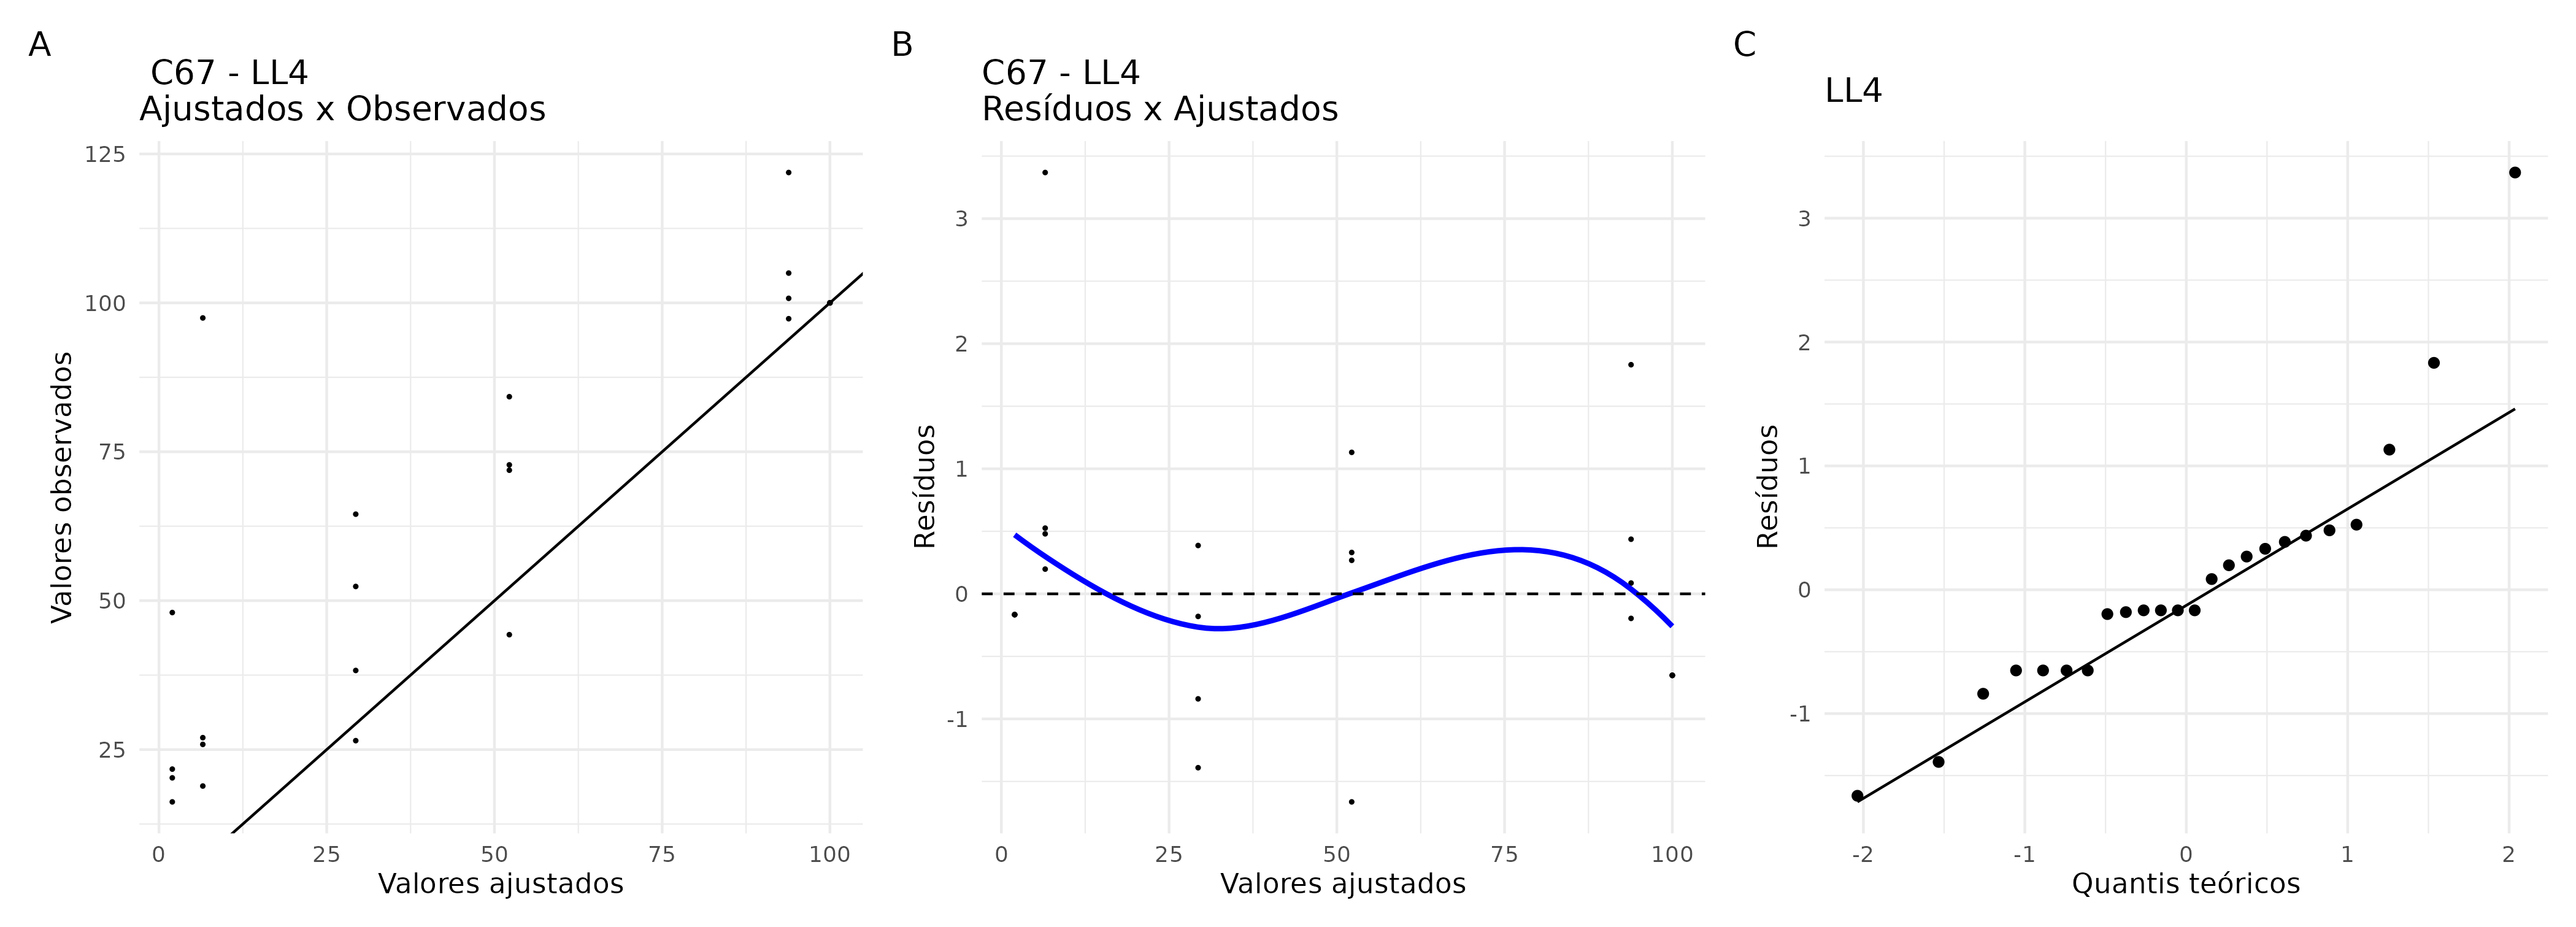 A
C67 - LL4
Ajustados x Observados
125
100
75
50
25
Valores observados
0 25 50 75 100
Valores ajustados
B
C67 - LL4
Resíduos x Ajustados
3
2
1
0
-1
Resíduos
0 25 50 75 100
Valores ajustados
C
LL4
3
2
1
0
-1
Resíduos
-2 -1 0 1 2
Quantis teóricos